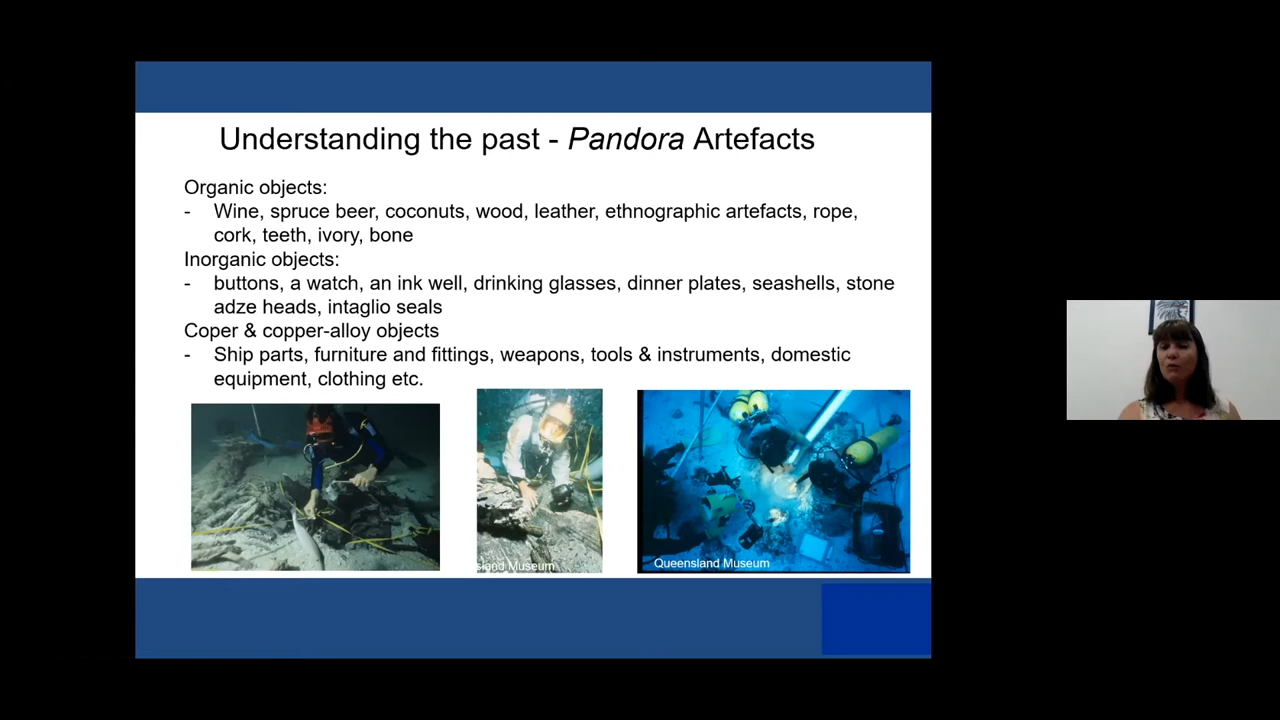 Understanding the past - Pandora Artefacts
Organic objects:
- Wine, spruce beer, coconuts, wood, leather, ethnographic artefacts, rope,
cork, teeth, ivory, bone
Inorganic objects:
- buttons, a watch, an ink well, drinking glasses, dinner plates, seashells, stone
adze heads, intaglio seals
Coper & copper-alloy objects
- Ship parts, furniture and fittings, weapons, tools & instruments, domestic
equipment, clothing etc.
sland Museum
Queensland Museum